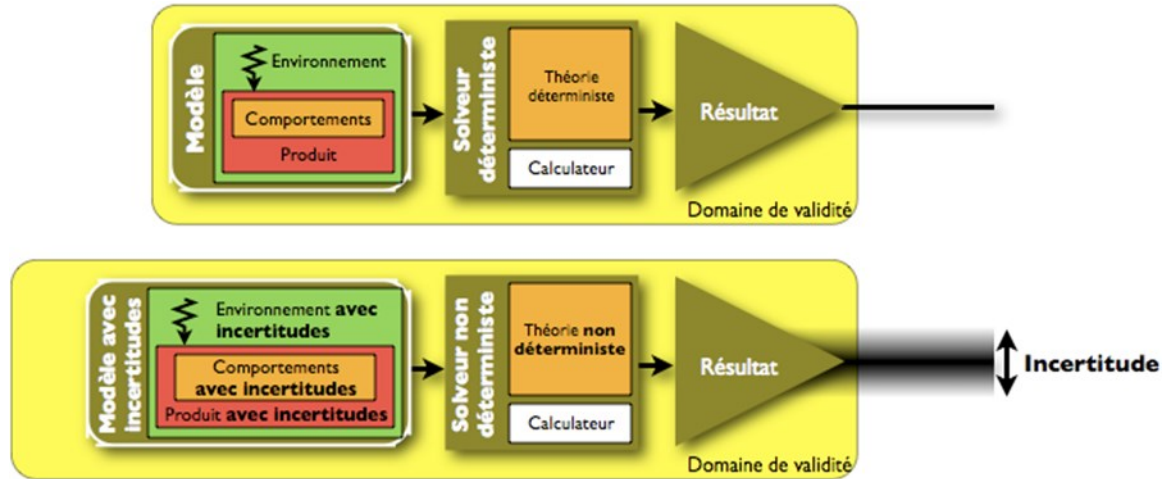 Modèle
Environnement
Comportements
Produit
Solveur
déterministe
Théorie
déterministe
Calculateur
Résultat
Domaine de validité
Modèle avec
incertitudes
Environnement avec
incertitudes
Comportements
avec incertitudes
Produit avec incertitudes
Solveur non
déterministe
Théorie non
déterministe
Calculateur
Résultat
Incertitude
Domaine de validité